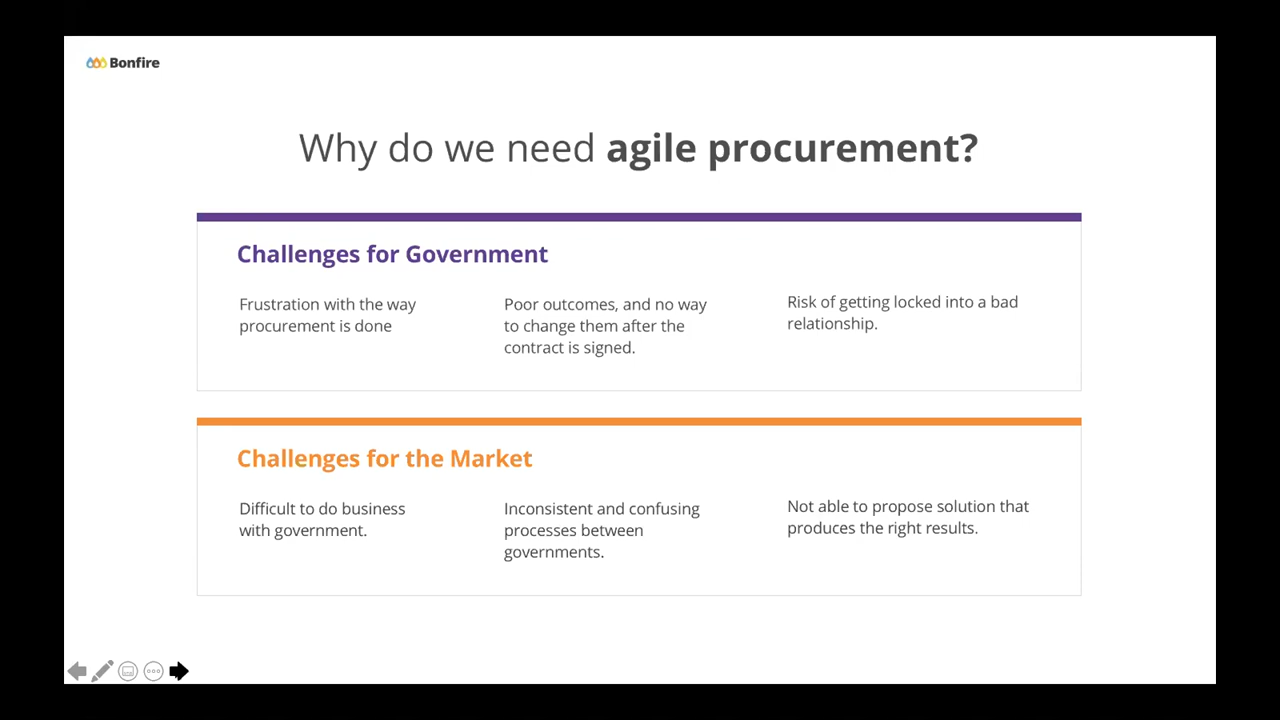 Bonfire
Why do we need agile procurement?
Challenges for Government
Frustration with the way
procurement is done
Poor outcomes, and no way
to change them after the
contract is signed.
Risk of getting locked into a bad
relationship.
Challenges for the Market
Difficult to do business
with government.
Inconsistent and confusing
processes between
governments.
Not able to propose solution that
produces the right results.